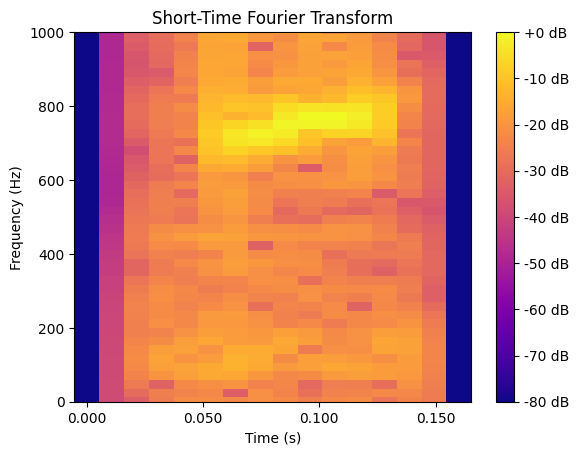 Short-Time Fourier Transform
Frequency (Hz)
1000
800
600
400
200
0
0.000
0.050
0.100
0.150
Time (s)
+0 dB
-10 dB
-20 dB
-30 dB
-40 dB
-50 dB
-60 dB
-70 dB
-80 dB